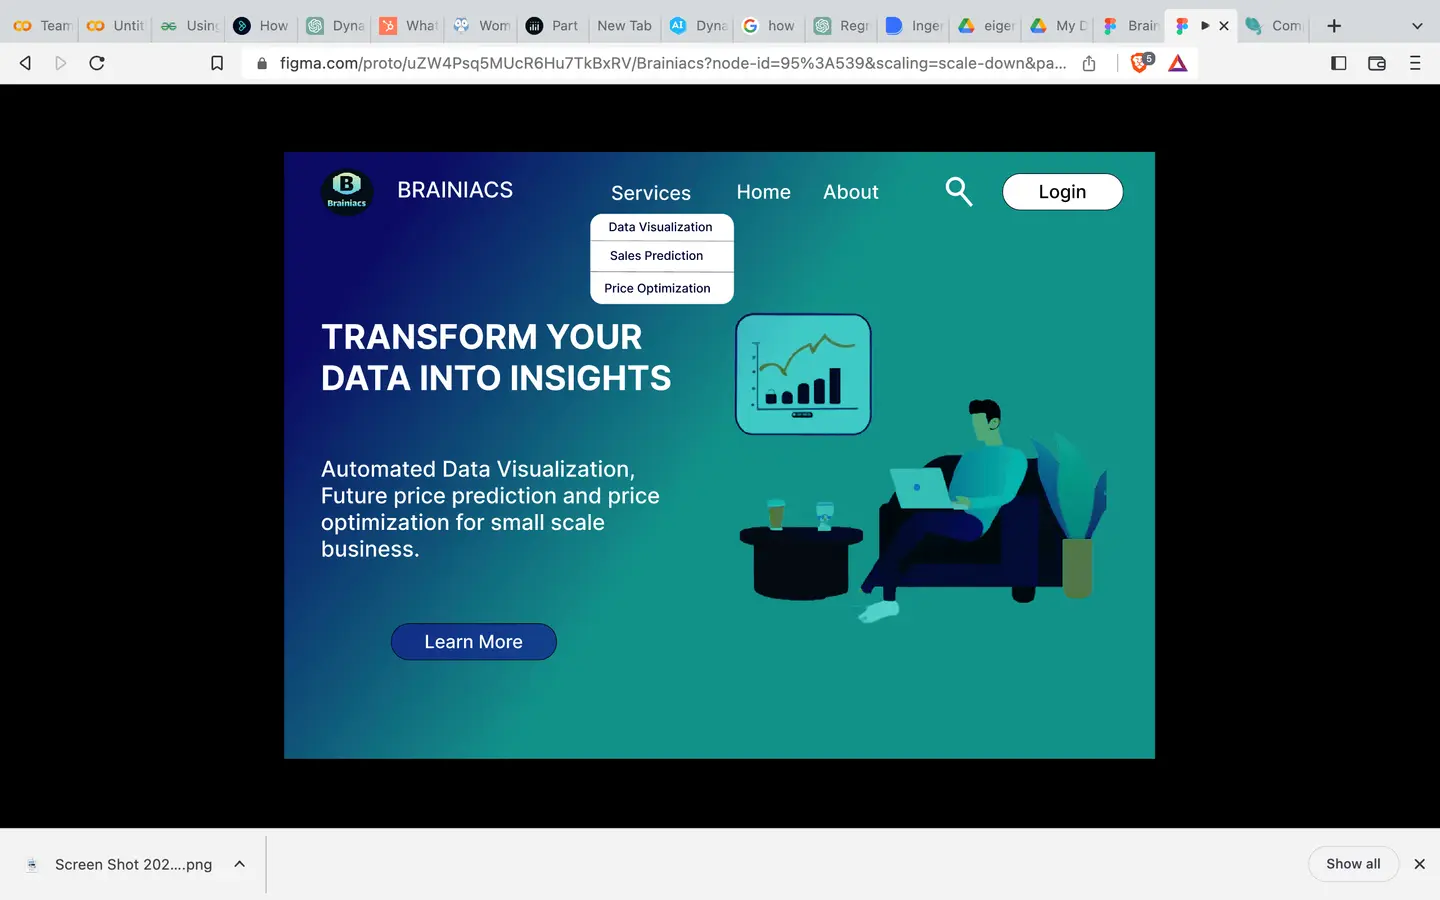 Team
Untit
Using
How
Dyna
What
Wom
Part
New Tab
Dyna
how
Regr
Inger
eiger
My D
Brain
Com
figma.com/proto/uZW4Psq5MUcR6Hu7TkBxRV/Brainiacs?node-id=95%3A539&scaling=scale-down&pa...
5
B
Brainiacs
BRAINIACS
Services
Home
About
Login
Data Visualization
Sales Prediction
Price Optimization
TRANSFORM YOUR
DATA INTO INSIGHTS
Automated Data Visualization,
Future price prediction and price
optimization for small scale
business.
Learn More
Screen Shot 202....png
Show all